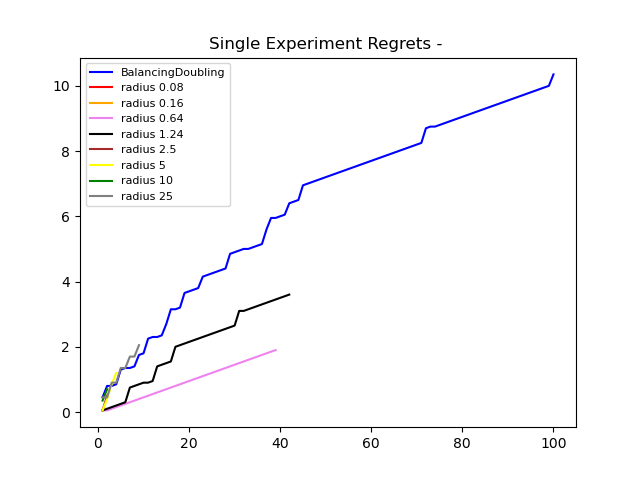 Single Experiment Regrets -
BalancingDoubling
radius 0.08
radius 0.16
radius 0.64
radius 1.24
radius 2.5
radius 5
radius 10
radius 25
10
8
6
4
2
0
0 20 40 60 80 100